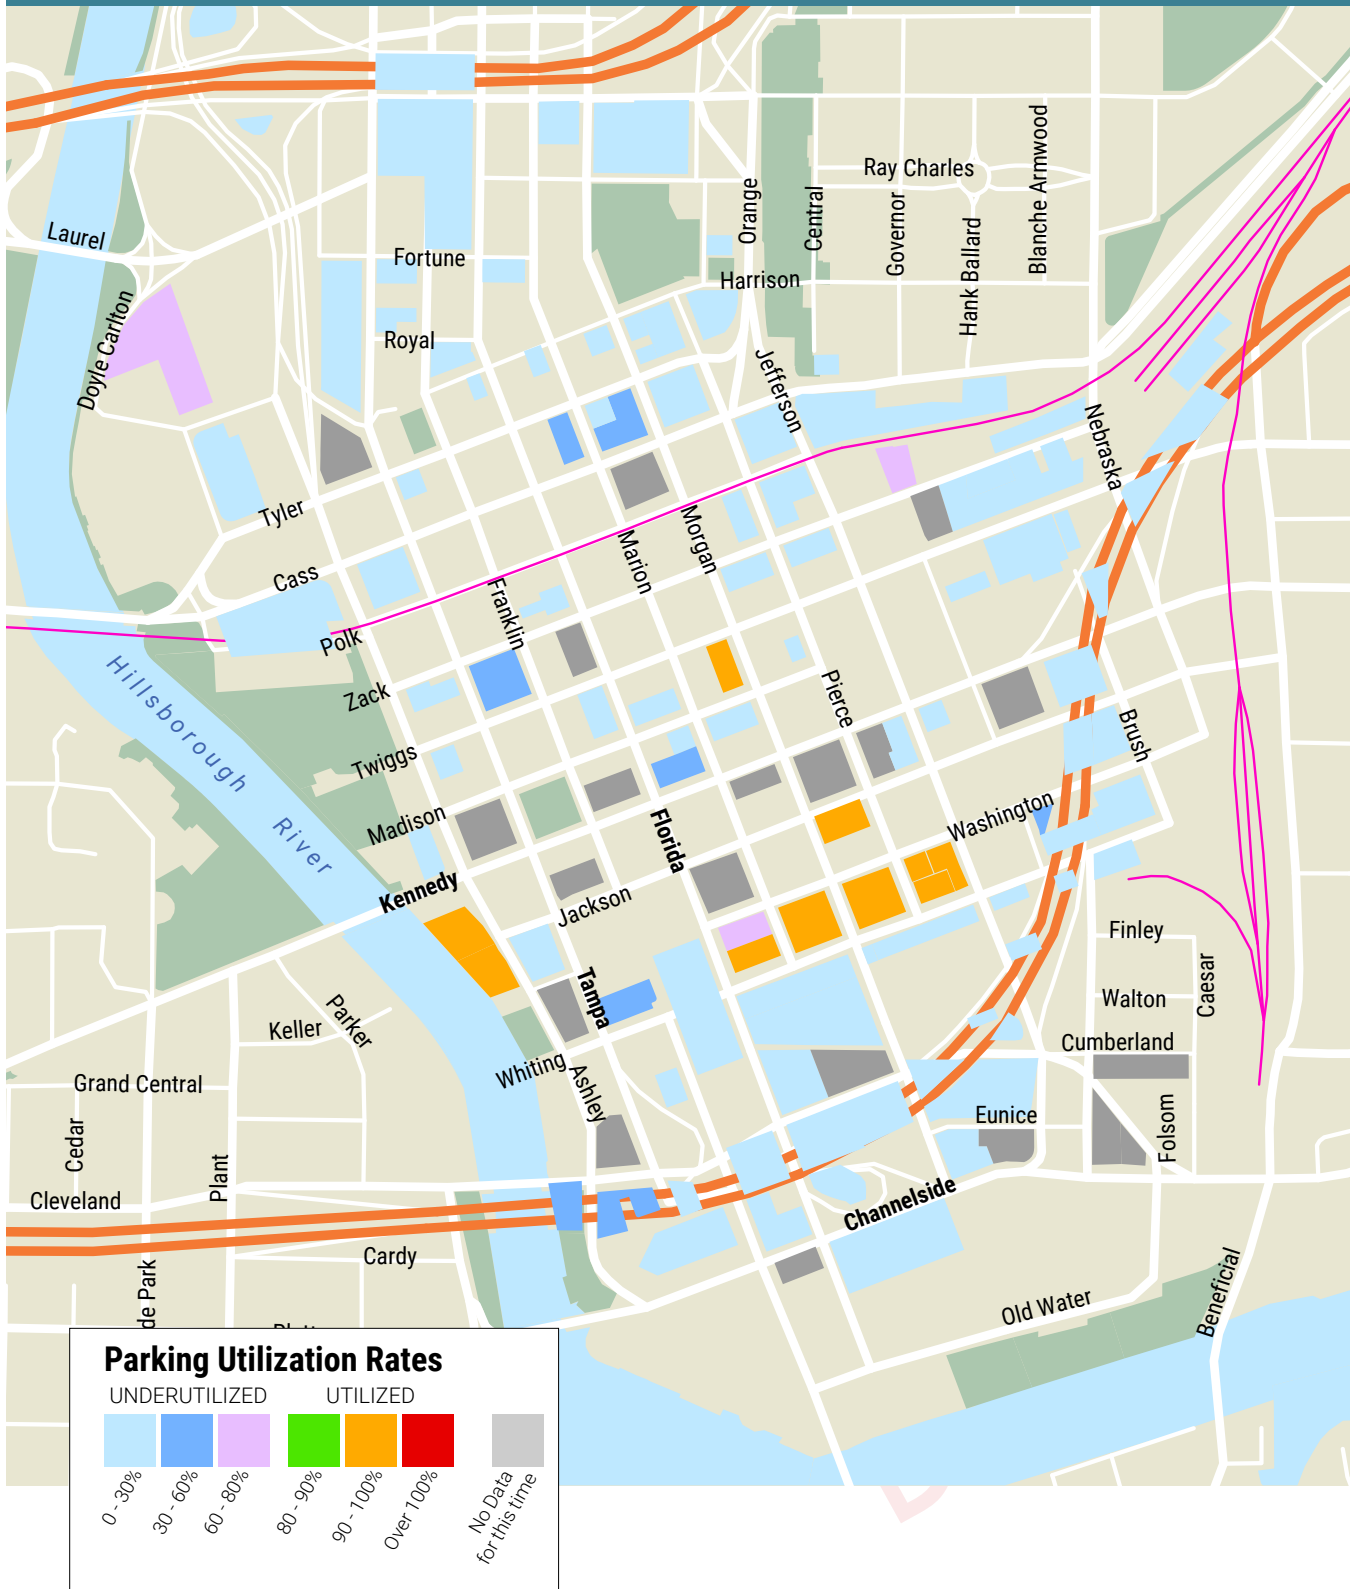 Ray Charles
Blanche Armwood
Orange
Central
Governor
Hank Ballard
Laurel
Fortune
Harrison
Doyle Carlton
Royal
Jefferson
Nebraska
Tyler
Cass
Morgan
Marion
Franklin
Polk
Zack
Hillsborough
River
Pierce
Brush
Twiggs
Madison
Washington
Florida
Kennedy
Jackson
Finley
Caesar
Tampa
Walton
Parker
Keller
Cumberland
Whiting
Grand Central
Ashley
Eunice
Folsom
Cedar
Plant
Cleveland
Channelside
Cardy
Beneficial
de Park
Old Water
Parking Utilization Rates
UNDERUTILIZED UTILIZED
0 - 30%
30 - 60%
60 - 80%
80 - 90%
90 - 100%
Over 100%
No Data
for this time